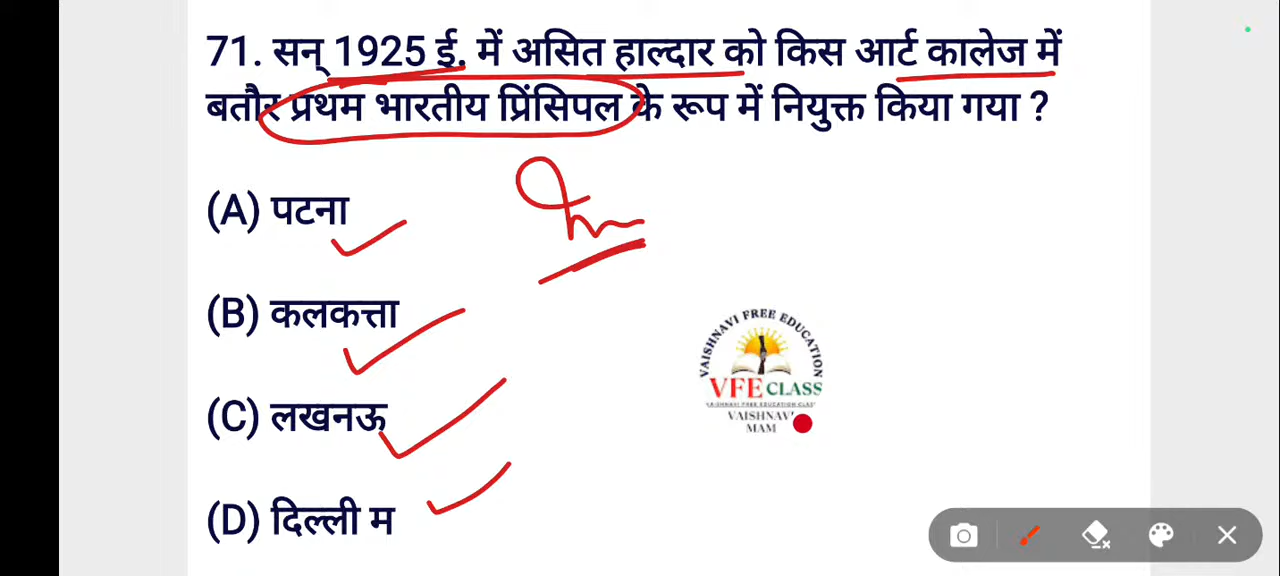 71. सन् 1925 ई. में असित हाल्दार को किस आर्ट कालेज में
बतौर प्रथम भारतीय प्रिंसिपल के रूप में नियुक्त किया गया ?
(A) पटना
(B) कलकत्ता
(C) लखनऊ
(D) दिल्ली म
VAISHNAVI FREE EDUCATION
VFE CLASS
VAISHNAV
MAM